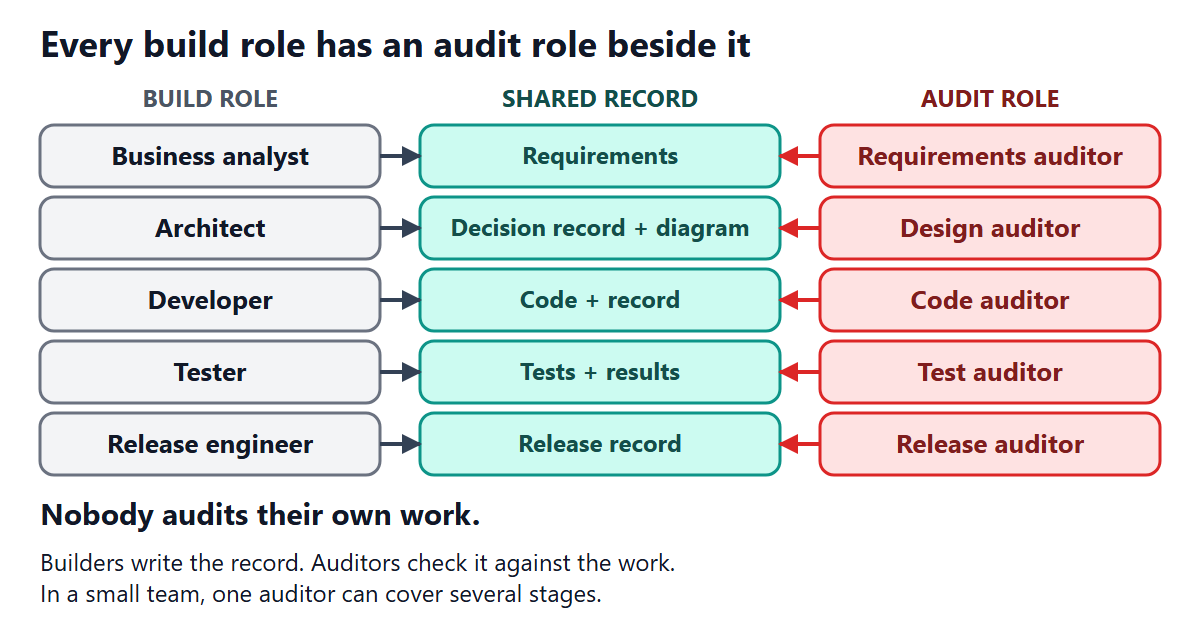 Every build role has an audit role beside it
BUILD ROLE
SHARED RECORD
AUDIT ROLE
Business analyst
Requirements
Requirements auditor
Architect
Decision record + diagram
Design auditor
Developer
Code + record
Code auditor
Tester
Tests + results
Test auditor
Release engineer
Release record
Release auditor
Nobody audits their own work.
Builders write the record. Auditors check it against the work.
In a small team, one auditor can cover several stages.